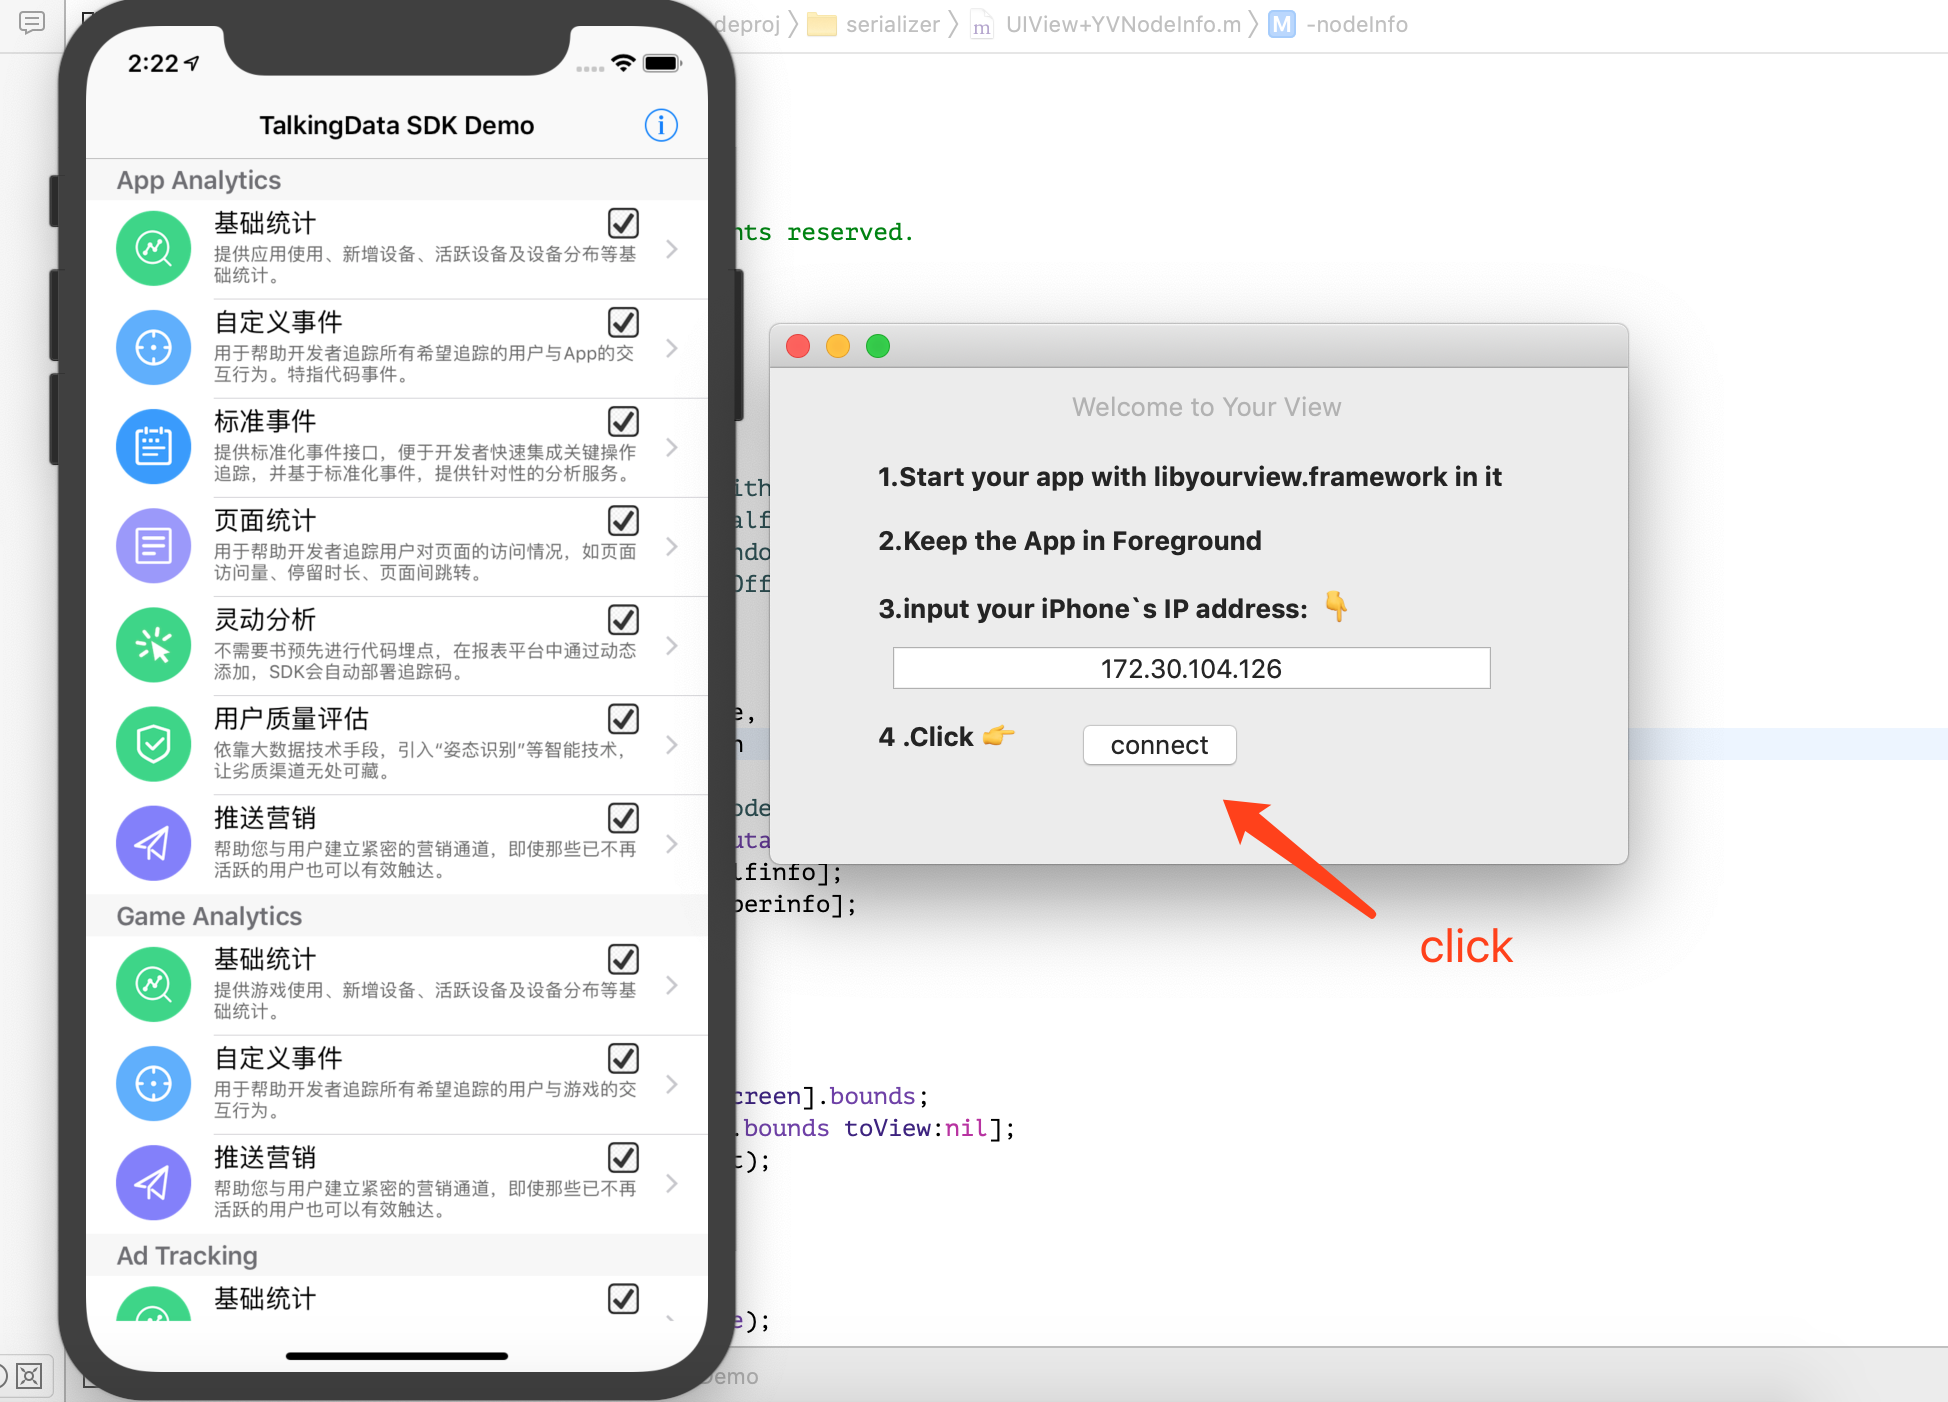 deproj
serializer
UIView+YVNodeInfo.m
M
-nodeInfo
2:22
TalkingData SDK Demo
App Analytics
基础统计
提供应用使用、新增设备、活跃设备及设备分布等基
础统计。
自定义事件
用于帮助开发者追踪所有希望追踪的用户与App的交
互行为。特指代码事件。
标准事件
提供标准化事件接口，便于开发者快速集成关键操作
追踪，并基于标准化事件，提供针对性的分析服务。
页面统计
用于帮助开发者追踪用户对页面的访问情况，如页面
访问量、停留时长、页面间跳转。
灵动分析
不需要书预先进行代码埋点，在报表平台中通过动态
添加，SDK会自动部署追踪码。
用户质量评估
依靠大数据技术手段，引入“姿态识别”等智能技术，
让劣质渠道无处可藏。
推送营销
帮助您与用户建立紧密的营销通道，即使那些已不再
活跃的用户也可以有效触达。
Game Analytics
基础统计
提供游戏使用、新增设备、活跃设备及设备分布等基
础统计。
自定义事件
用于帮助开发者追踪所有希望追踪的用户与游戏的交
互行为。
推送营销
帮助您与用户建立紧密的营销通道，即使那些已不再
活跃的用户也可以有效触达。
Ad Tracking
基础统计
nts reserved.
ith
alf
ndo
Off
e,
n
ode
uta
lfinfo];
perinfo];
creen].bounds;
.bounds toView:nil];
t);
e);
Demo
Welcome to Your View
1.Start your app with libyourview.framework in it
2.Keep the App in Foreground
3.input your iPhone`s IP address: 👇
172.30.104.126
4 .Click 👉
connect
click